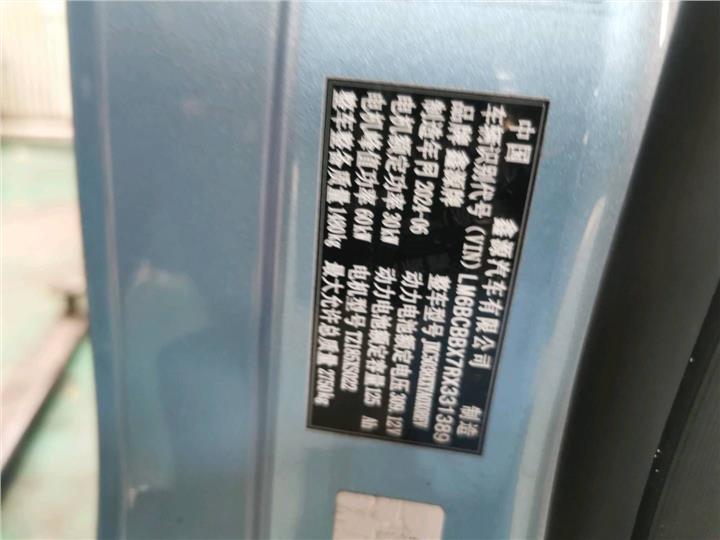 中国 鑫源汽车有限公司 制造
车辆识别代号(VIN)LM6BCBBX7RX331389
品牌 鑫源牌 整车型号
制造年月 2024-06 动力电池额定电压 309.12V
电机额定功率 30kW 动力电池额定容量 125 Ah
电机峰值功率 60kW 电机型号 TZ185XS022
整车整备质量 1480kg 最大允许总质量 2750kg